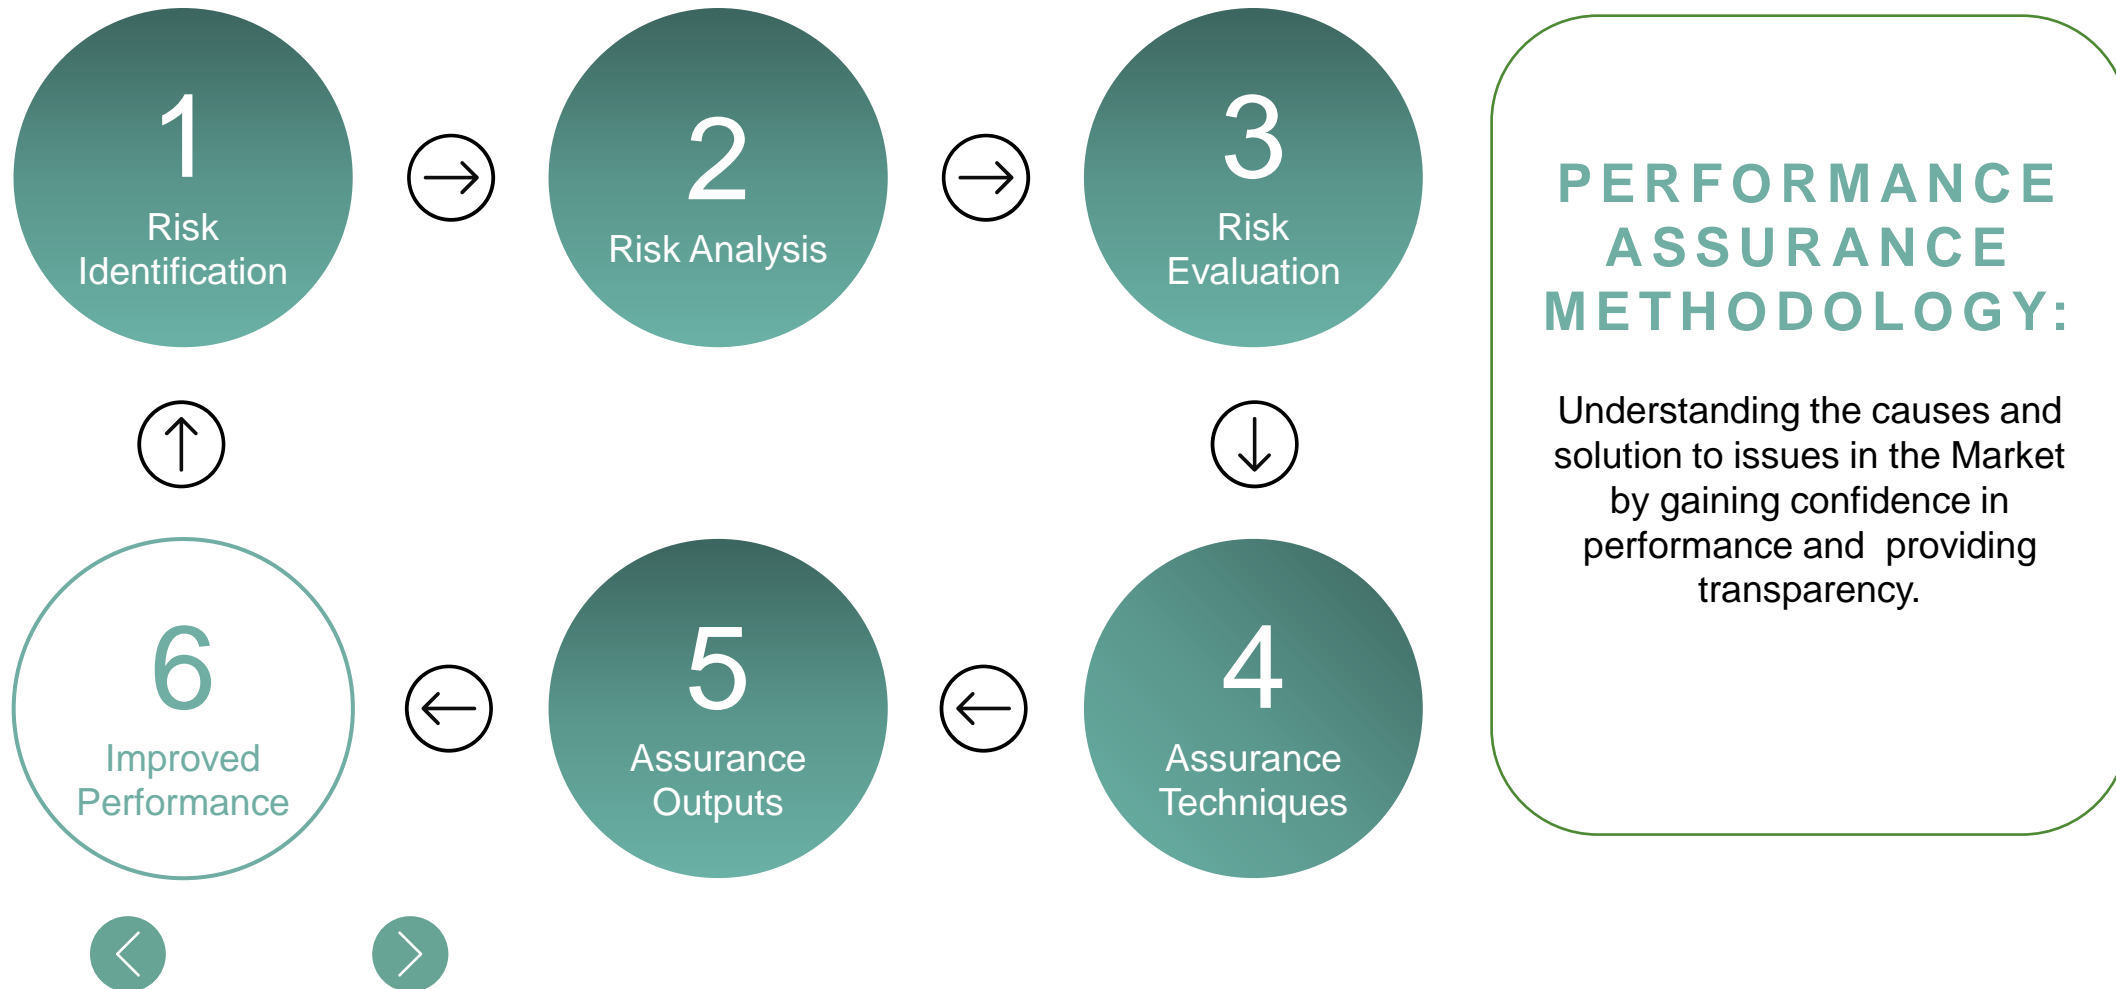 1
Risk
Identification
2
Risk Analysis
3
Risk
Evaluation
6
Improved
Performance
5
Assurance
Outputs
4
Assurance
Techniques
PERFORMANCE
ASSURANCE
METHODOLOGY:
Understanding the causes and
solution to issues in the Market
by gaining confidence in
performance and  providing
transparency.